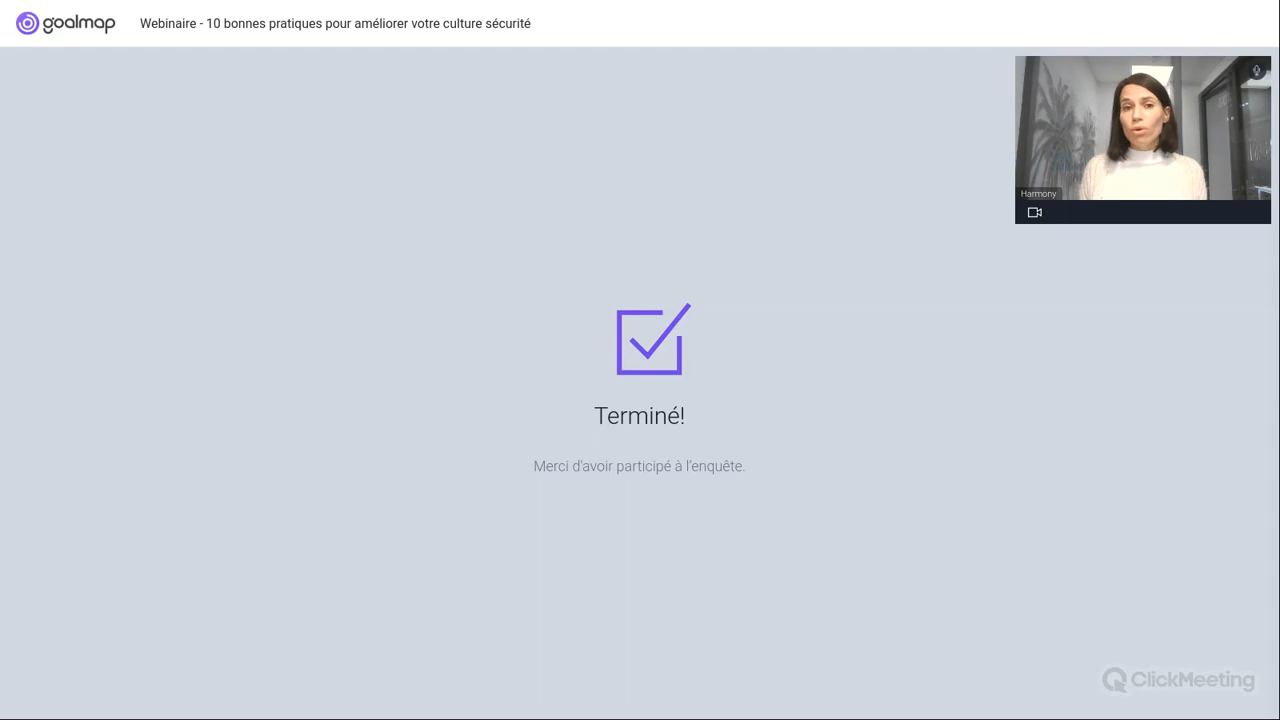 goalmap
Webinaire - 10 bonnes pratiques pour améliorer votre culture sécurité
Harmony
Terminé!
Merci d'avoir participé à l'enquête.
ClickMeeting